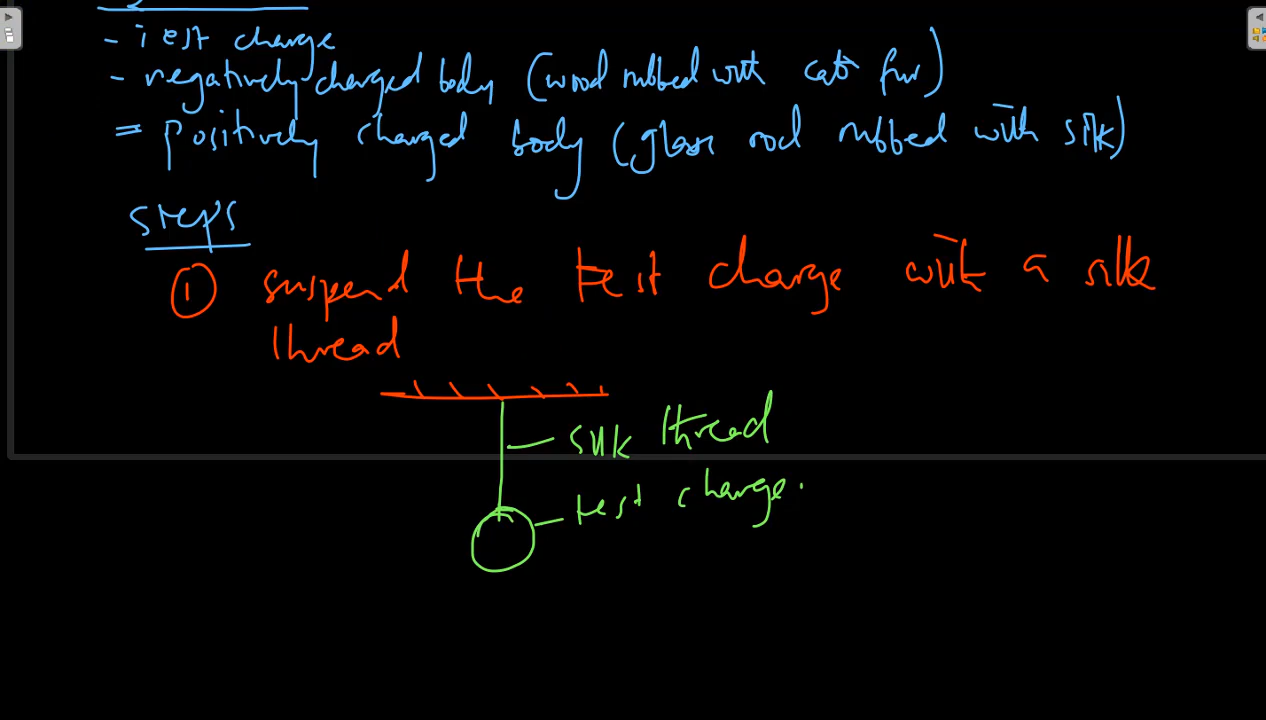 - Test charge
- negatively charged body (wood rubbed with cats fur)
= positively charged body (glass rod rubbed with silk)
steps
① suspend the test charge with a silk
thread
silk thread
test charge.